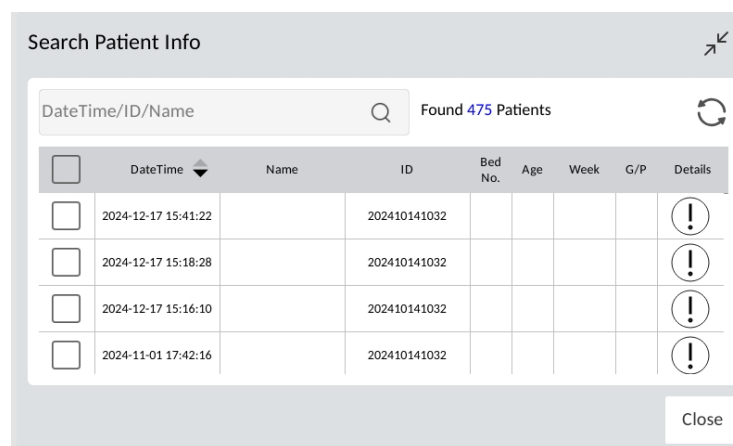 Search Patient Info
DateTime/ID/Name
Found 475 Patients
DateTime Name ID Bed No. Age Week G/P Details
2024-12-17 15:41:22 202410141032
2024-12-17 15:18:28 202410141032
2024-12-17 15:16:10 202410141032
2024-11-01 17:42:16 202410141032
Close